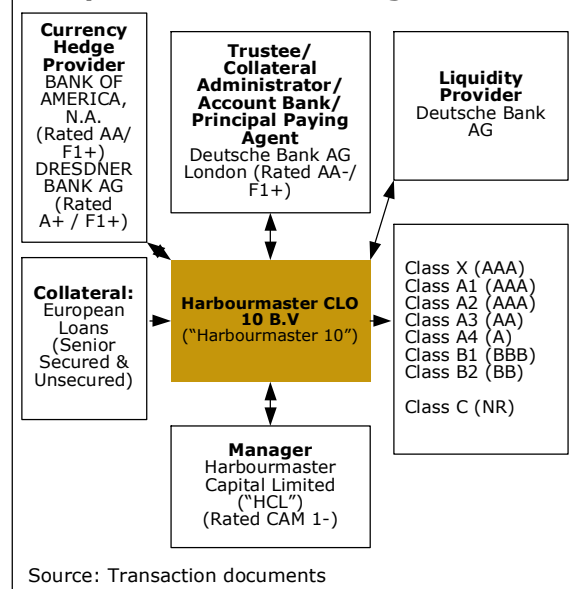 Currency
Hedge
Provider
BANK OF
AMERICA,
N.A.
(Rated AA/
F1+)
DRESDNER
BANK AG
(Rated
A+ / F1+)
Trustee/
Collateral
Administrator/
Account Bank/
Principal Paying
Agent
Deutsche Bank AG
London (Rated AA-/
F1+)
Liquidity
Provider
Deutsche Bank
AG
Collateral:
European
Loans
(Senior
Secured &
Unsecured)
Harbourmaster CLO
10 B.V
("Harbourmaster 10")
Class X (AAA)
Class A1 (AAA)
Class A2 (AAA)
Class A3 (AA)
Class A4 (A)
Class B1 (BBB)
Class B2 (BB)
Class C (NR)
Manager
Harbourmaster
Capital Limited
("HCL")
(Rated CAM 1-)
Source: Transaction documents